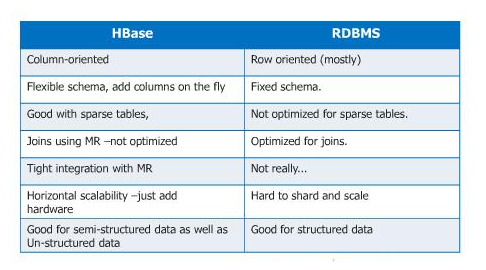 HBase RDBMS
Column-oriented Row oriented (mostly)
Flexible schema, add columns on the fly Fixed schema.
Good with sparse tables, Not optimized for sparse tables.
Joins using MR –not optimized Optimized for joins.
Tight integration with MR Not really...
Horizontal scalability –just add Hard to shard and scale
hardware
Good for semi-structured data as well as Good for structured data
Un-structured data